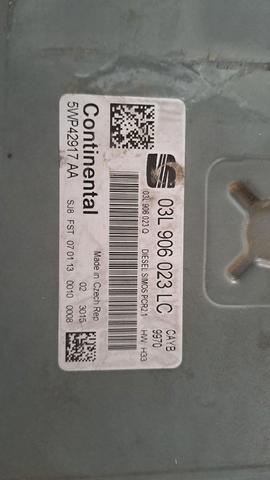 03L 906 023 LC CAYB 9970
03L 906 023 Q DIESEL SIMOS PCR2.1 HW H33
Made in Czech Rep
Continental
5WP42917 AA 02 3015
SJ8 FST 07 01 13 0010 0008